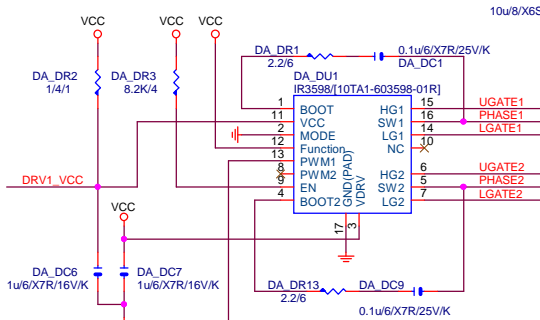 10u/8/X6S
VCC
VCC
VCC
DA_DR1
2.2/6
0.1u/6/X7R/25V/K
DA_DC1
DA_DR2
1/4/1
DA_DR3
8.2K/4
DA_DU1
IR3598/[10TA1-603598-01R]
1 BOOT HG1 15 UGATE1
11 VCC SW1 16 PHASE1
2 MODE LG1 14 LGATE1
12 Function NC 10
13 PWM1
8 PWM2 HG2 6 UGATE2
9 EN SW2 5 PHASE2
4 BOOT2 LG2 7 LGATE2
GND(PAD)
VDRV
17
3
DRV1_VCC
VCC
DA_DC6
1u/6/X7R/16V/K
DA_DC7
1u/6/X7R/16V/K
DA_DR13
2.2/6
DA_DC9
0.1u/6/X7R/25V/K